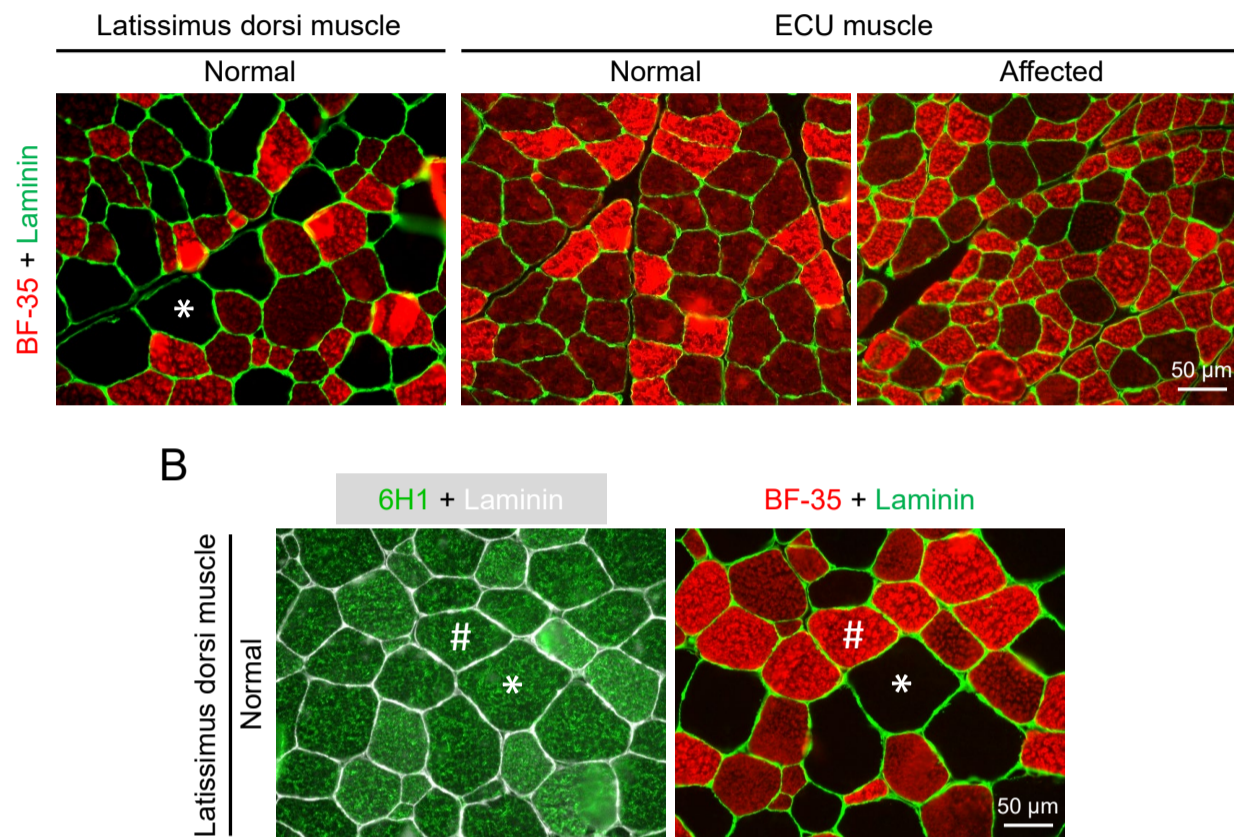 Latissimus dorsi muscle
ECU muscle
Normal
Normal
Affected
BF-35 + Laminin
*
50 µm
B
6H1 + Laminin
BF-35 + Laminin
Latissimus dorsi muscle
Normal
#
*
#
*
50 µm